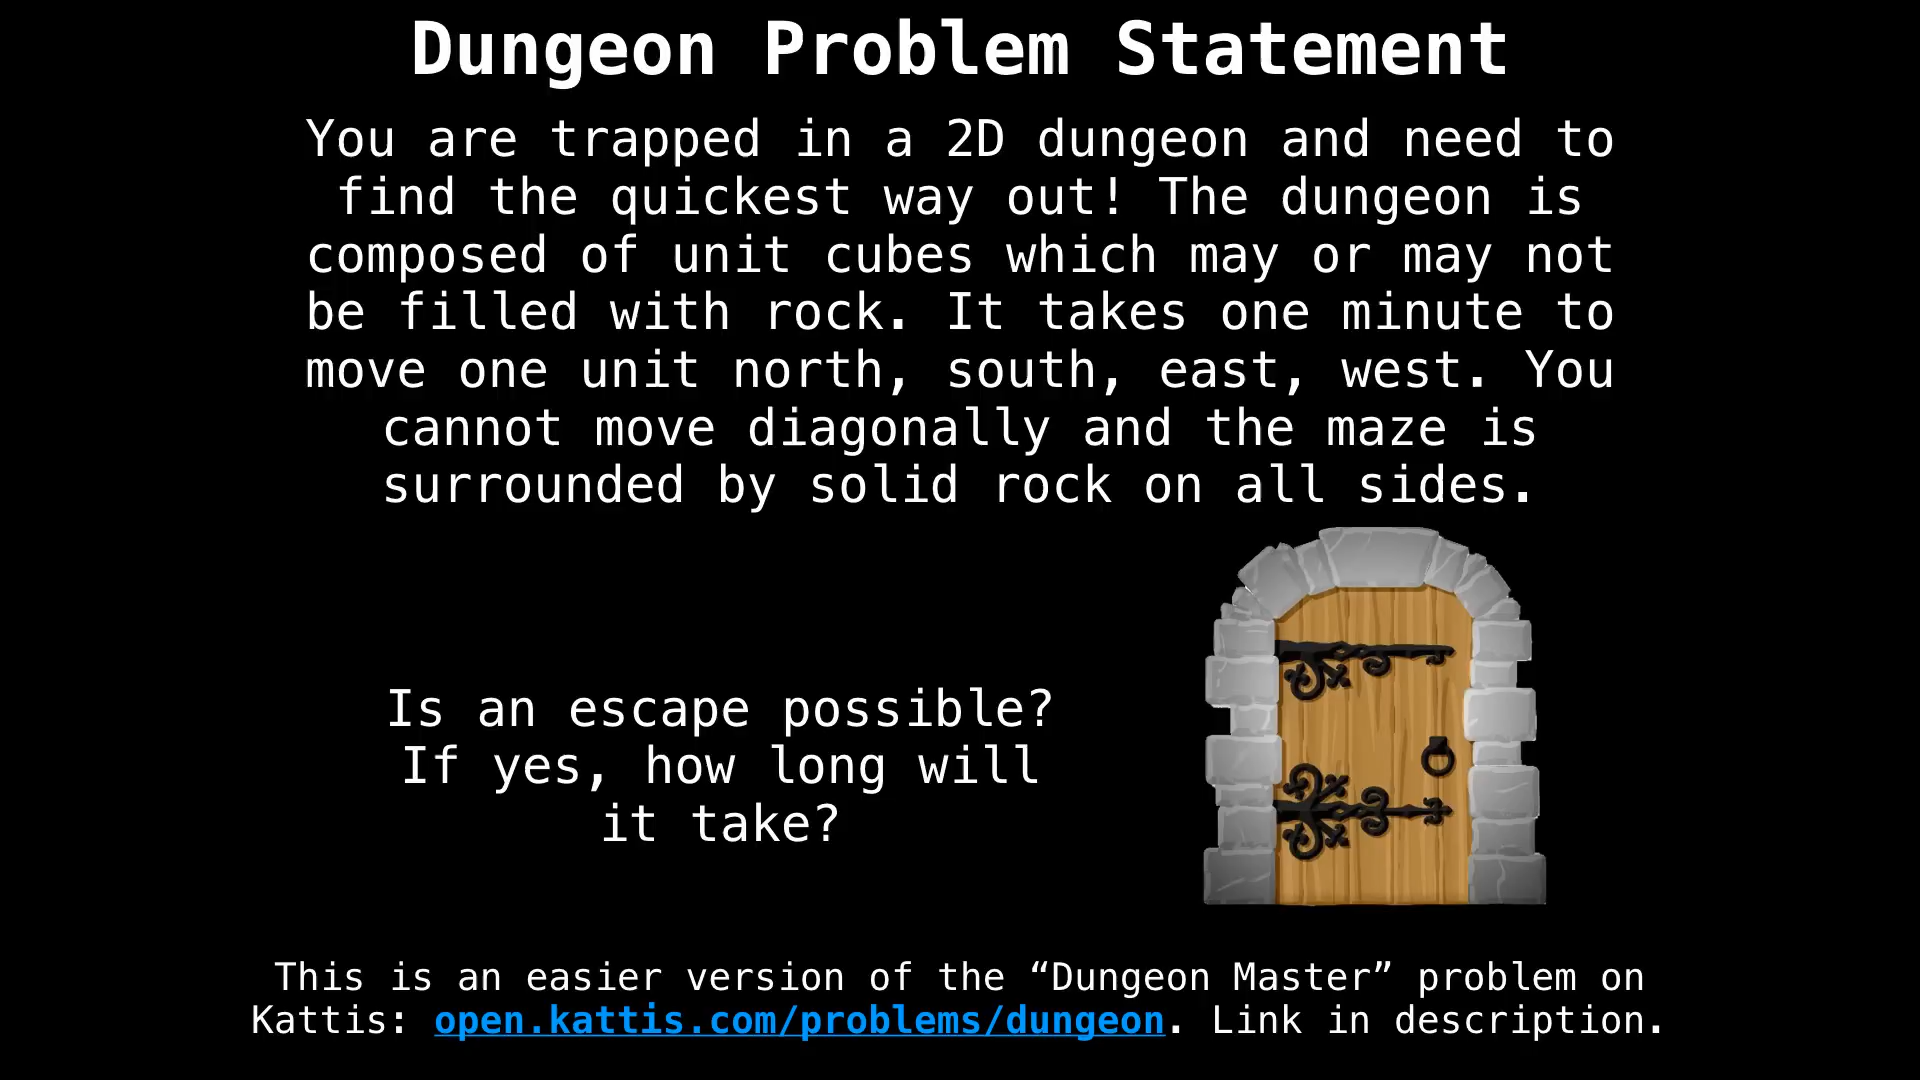 Dungeon Problem Statement
You are trapped in a 2D dungeon and need to
find the quickest way out! The dungeon is
composed of unit cubes which may or may not
be filled with rock. It takes one minute to
move one unit north, south, east, west. You
cannot move diagonally and the maze is
surrounded by solid rock on all sides.
Is an escape possible?
If yes, how long will
it take?
This is an easier version of the “Dungeon Master” problem on
Kattis: open.kattis.com/problems/dungeon. Link in description.